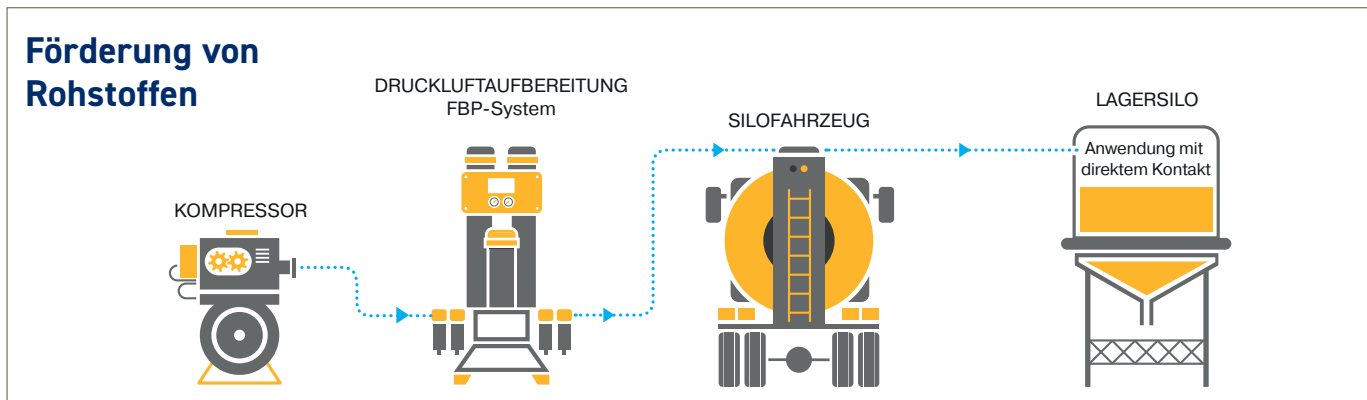 Förderung von
Rohstoffen
DRUCKLUFTAUFBEREITUNG
FBP-System
KOMPRESSOR
SILOFAHRZEUG
LAGERSILO
Anwendung mit
direktem Kontakt